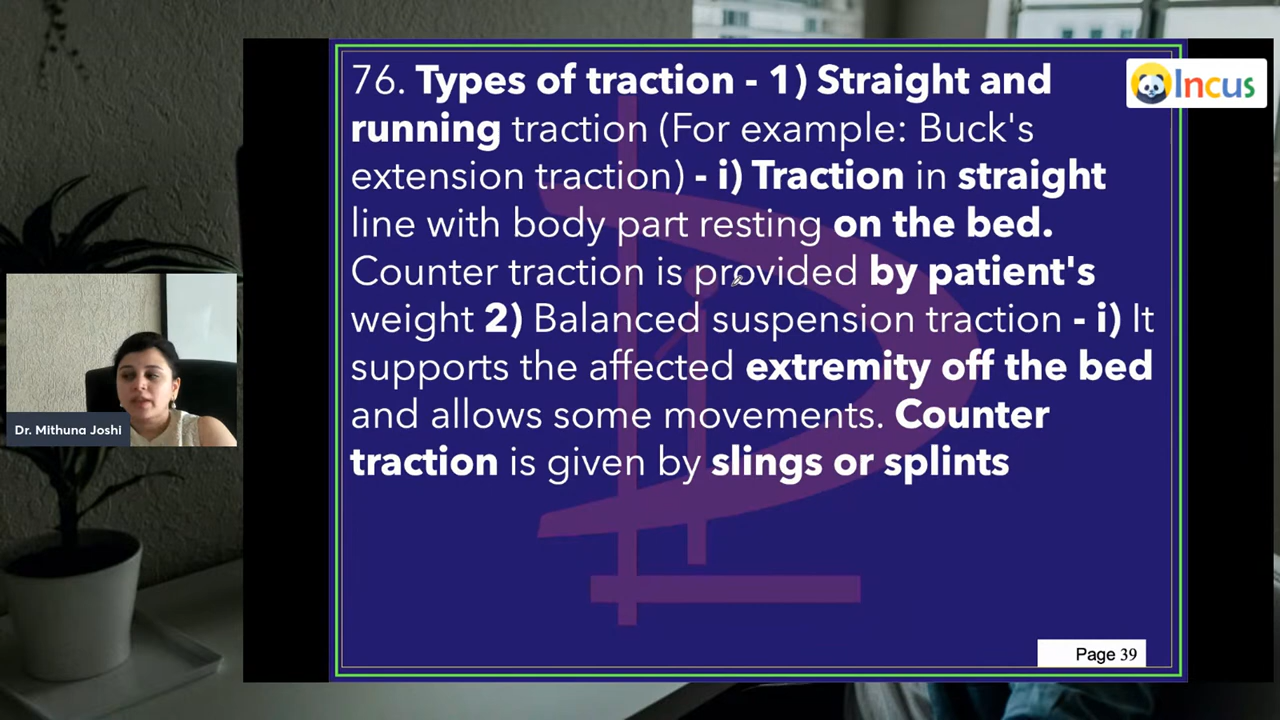 76. Types of traction - 1) Straight and
running traction (For example: Buck's
extension traction) - i) Traction in straight
line with body part resting on the bed.
Counter traction is provided by patient's
weight 2) Balanced suspension traction - i) It
supports the affected extremity off the bed
and allows some movements. Counter
traction is given by slings or splints
Incus
Dr. Mithuna Joshi
Page 39